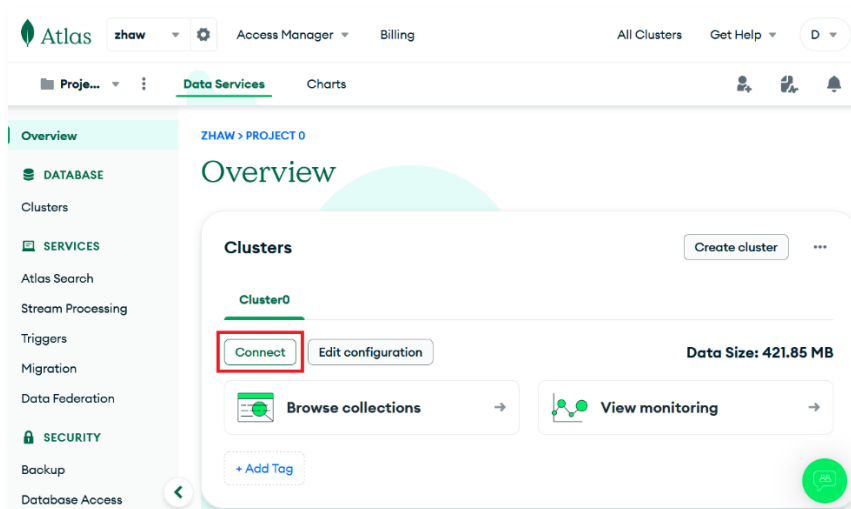 Atlas zhaw Access Manager Billing All Clusters Get Help D
Proje... Data Services Charts
Overview
DATABASE
Clusters
SERVICES
Atlas Search
Stream Processing
Triggers
Migration
Data Federation
SECURITY
Backup
Database Access
ZHAW > PROJECT 0
Overview
Clusters Create cluster
Cluster0
Connect Edit configuration Data Size: 421.85 MB
Browse collections View monitoring
+ Add Tag